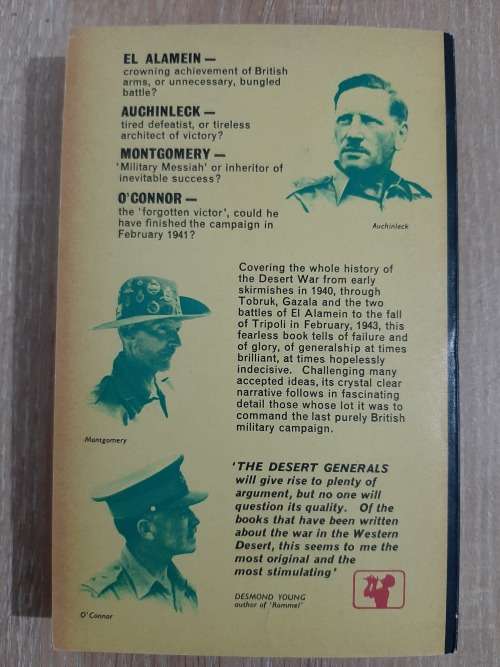 EL ALAMEIN —
crowning achievement of British
arms, or unnecessary, bungled
battle?
AUCHINLECK —
tired defeatist, or tireless
architect of victory?
MONTGOMERY —
'Military Messiah' or inheritor of
inevitable success?
O'CONNOR —
the 'forgotten victor', could he
have finished the campaign in
February 1941?
Auchinleck
Covering the whole history of
the Desert War from early
skirmishes in 1940, through
Tobruk, Gazala and the two
battles of El Alamein to the fall
of Tripoli in February, 1943, this
fearless book tells of failure and
of glory, of generalship at times
brilliant, at times hopelessly
indecisive. Challenging many
accepted ideas, its crystal clear
narrative follows in fascinating
detail those whose lot it was to
command the last purely British
military campaign.
Montgomery
'THE DESERT GENERALS
will give rise to plenty of
argument, but no one will
question its quality. Of the
books that have been written
about the war in the Western
Desert, this seems to me the
most original and the
most stimulating'
DESMOND YOUNG
author of 'Rommel'
O'Connor